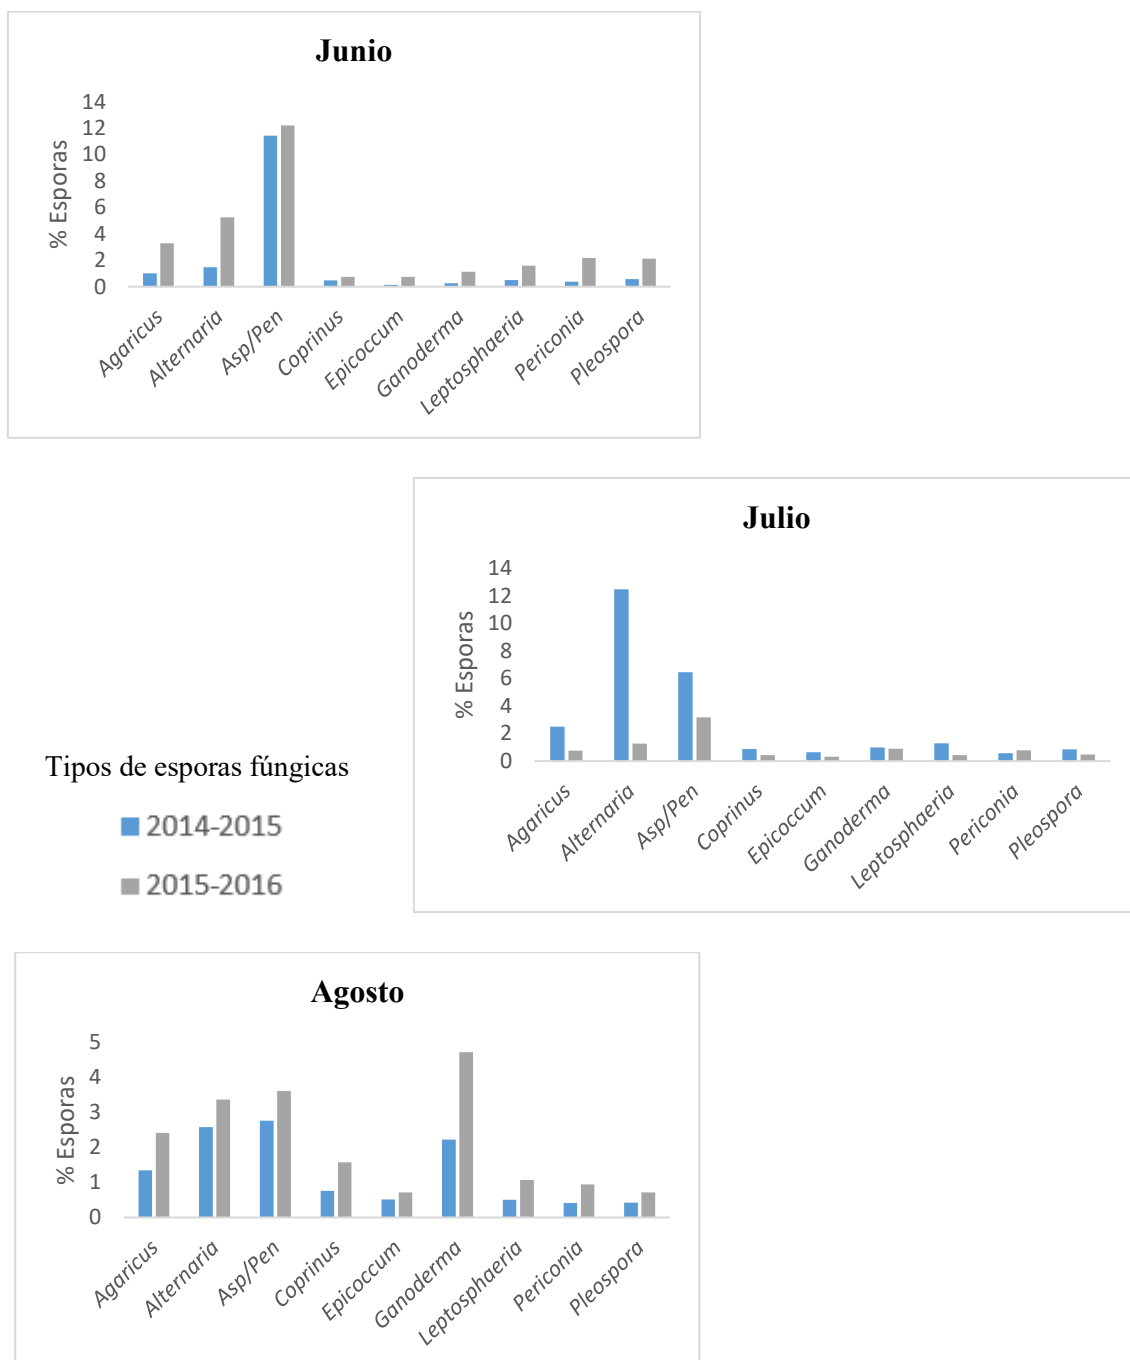 Junio
14
12
10
8
6
4
2
0
% Esporas
Agaricus
Alternaria
Asp/Pen
Coprinus
Epicoccum
Ganoderma
Leptosphaeria
Periconia
Pleospora
Julio
14
12
10
8
6
4
2
0
% Esporas
Agaricus
Alternaria
Asp/Pen
Coprinus
Epicoccum
Ganoderma
Leptosphaeria
Periconia
Pleospora
Tipos de esporas fúngicas
2014-2015
2015-2016
Agosto
5
4
3
2
1
0
% Esporas
Agaricus
Alternaria
Asp/Pen
Coprinus
Epicoccum
Ganoderma
Leptosphaeria
Periconia
Pleospora